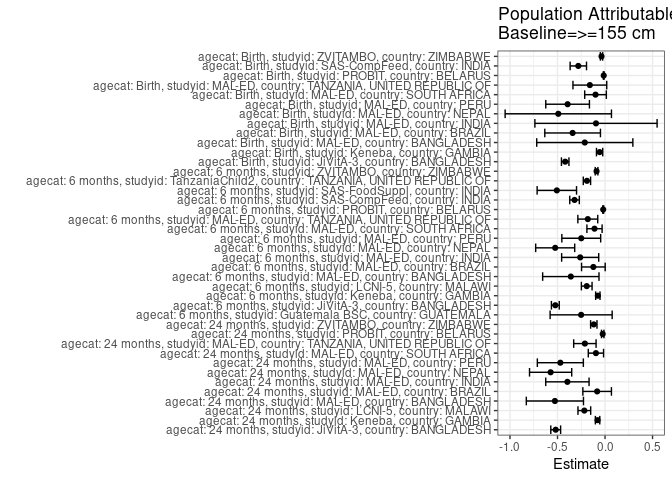 Population Attributable
Baseline=>=155 cm
agecat: Birth, studyid: ZVITAMBO, country: ZIMBABWE
agecat: Birth, studyid: SAS-CompFeed, country: INDIA
agecat: Birth, studyid: PROBIT, country: BELARUS
agecat: Birth, studyid: MAL-ED, country: TANZANIA, UNITED REPUBLIC OF
agecat: Birth, studyid: MAL-ED, country: SOUTH AFRICA
agecat: Birth, studyid: MAL-ED, country: PERU
agecat: Birth, studyid: MAL-ED, country: NEPAL
agecat: Birth, studyid: MAL-ED, country: INDIA
agecat: Birth, studyid: MAL-ED, country: BRAZIL
agecat: Birth, studyid: MAL-ED, country: BANGLADESH
agecat: Birth, studyid: Keneba, country: GAMBIA
agecat: Birth, studyid: JiVitA-3, country: BANGLADESH
agecat: 6 months, studyid: ZVITAMBO, country: ZIMBABWE
agecat: 6 months, studyid: TanzaniaChild2, country: TANZANIA, UNITED REPUBLIC OF
agecat: 6 months, studyid: SAS-FoodSuppl, country: INDIA
agecat: 6 months, studyid: SAS-CompFeed, country: INDIA
agecat: 6 months, studyid: PROBIT, country: BELARUS
agecat: 6 months, studyid: MAL-ED, country: TANZANIA, UNITED REPUBLIC OF
agecat: 6 months, studyid: MAL-ED, country: SOUTH AFRICA
agecat: 6 months, studyid: MAL-ED, country: PERU
agecat: 6 months, studyid: MAL-ED, country: NEPAL
agecat: 6 months, studyid: MAL-ED, country: INDIA
agecat: 6 months, studyid: MAL-ED, country: BRAZIL
agecat: 6 months, studyid: MAL-ED, country: BANGLADESH
agecat: 6 months, studyid: LCNI-5, country: MALAWI
agecat: 6 months, studyid: Keneba, country: GAMBIA
agecat: 6 months, studyid: JiVitA-3, country: BANGLADESH
agecat: 6 months, studyid: Guatemala BSC, country: GUATEMALA
agecat: 24 months, studyid: ZVITAMBO, country: ZIMBABWE
agecat: 24 months, studyid: PROBIT, country: BELARUS
agecat: 24 months, studyid: MAL-ED, country: TANZANIA, UNITED REPUBLIC OF
agecat: 24 months, studyid: MAL-ED, country: SOUTH AFRICA
agecat: 24 months, studyid: MAL-ED, country: PERU
agecat: 24 months, studyid: MAL-ED, country: NEPAL
agecat: 24 months, studyid: MAL-ED, country: INDIA
agecat: 24 months, studyid: MAL-ED, country: BRAZIL
agecat: 24 months, studyid: MAL-ED, country: BANGLADESH
agecat: 24 months, studyid: LCNI-5, country: MALAWI
agecat: 24 months, studyid: Keneba, country: GAMBIA
agecat: 24 months, studyid: JiVitA-3, country: BANGLADESH
-1.0 -0.5 0.0 0.5
Estimate